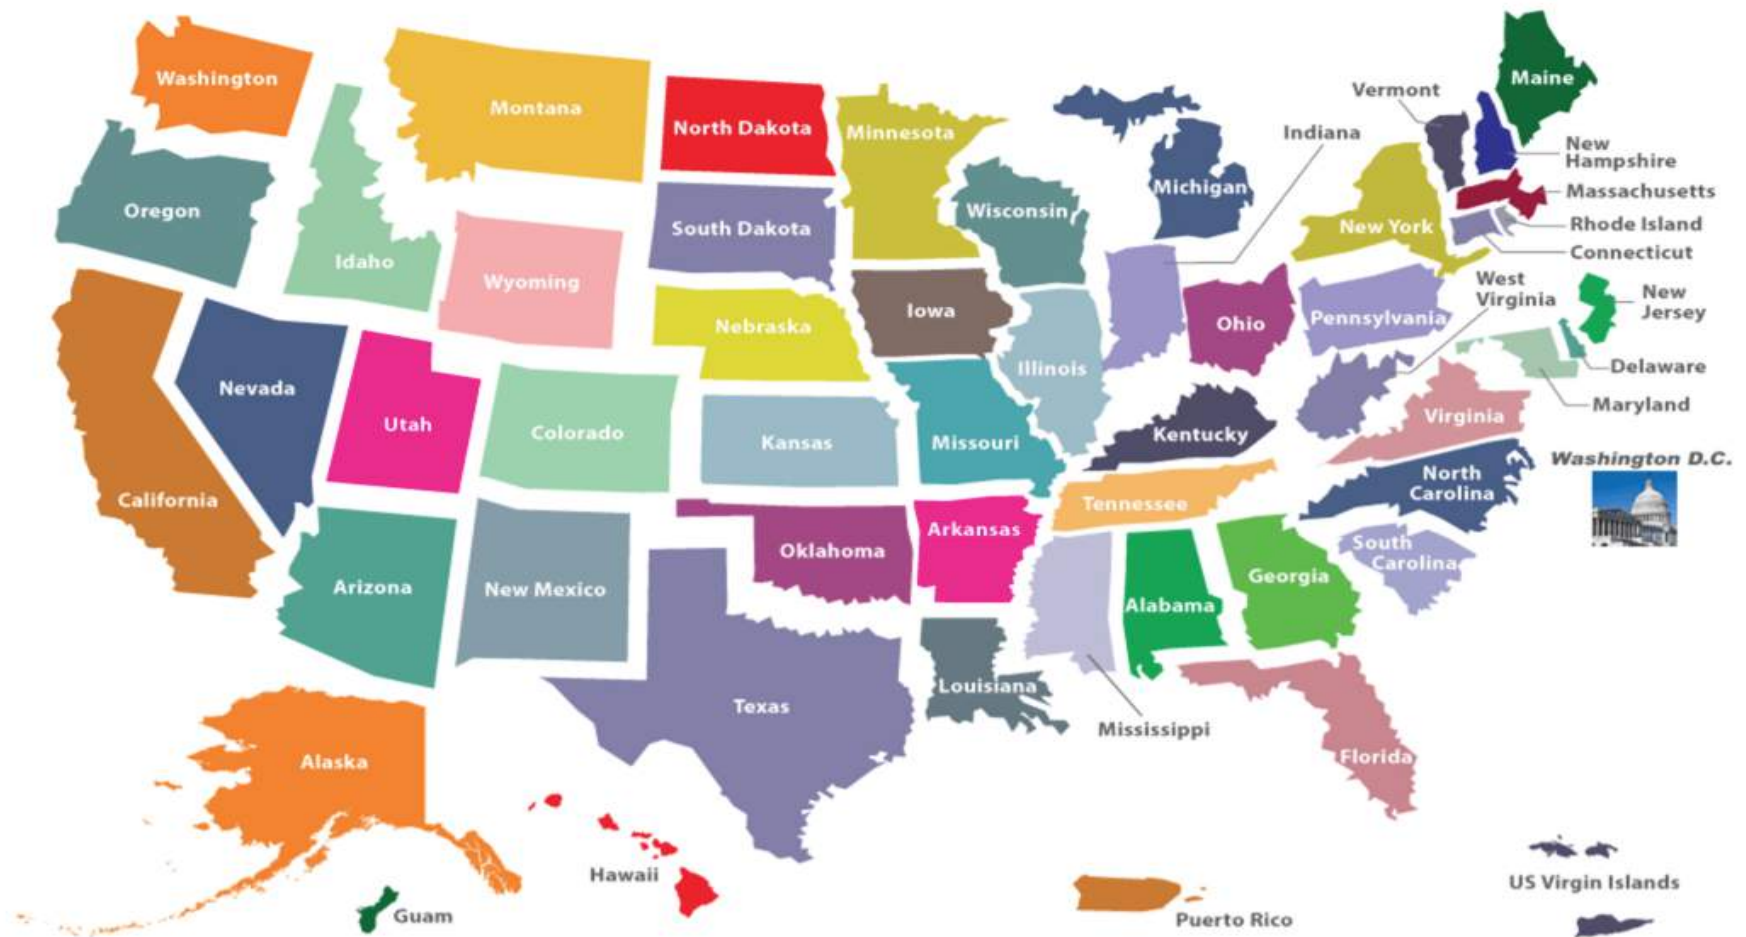 Washington
Montana
North Dakota
Minnesota
Vermont
Maine
Indiana
New
Hampshire
Oregon
Idaho
South Dakota
Wisconsin
Michigan
New York
Massachusetts
Rhode Island
Connecticut
Wyoming
Nebraska
Iowa
West
Virginia
New
Jersey
Ohio
Pennsylvania
Nevada
Illinois
Delaware
Maryland
Utah
Colorado
Kansas
Missouri
Kentucky
Virginia
Washington D.C.
California
Tennessee
North
Carolina
Arizona
New Mexico
Oklahoma
Arkansas
South
Carolina
Alabama
Georgia
Texas
Louisiana
Mississippi
Florida
Alaska
Hawaii
Guam
Puerto Rico
US Virgin Islands